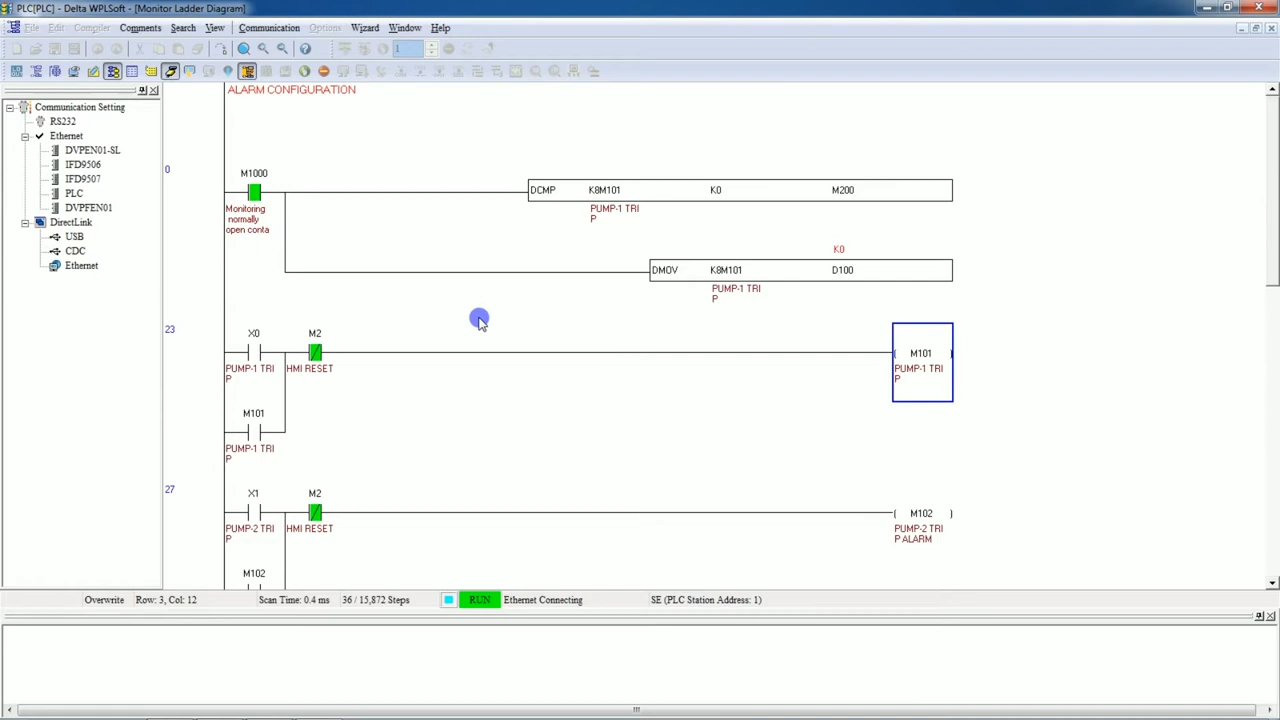 PLC[PLC] - Delta WPLSoft - [Monitor Ladder Diagram]
File Edit Compiler Comments Search View Communication Options Wizard Window Help
1
Communication Setting
RS232
Ethernet
DVPEN01-SL
IFD9506
IFD9507
PLC
DVPFEN01
DirectLink
USB
CDC
Ethernet
ALARM CONFIGURATION
0
M1000
Monitoring
normally
open conta
DCMP K8M101 K0 M200
PUMP-1 TRI
P
K0
DMOV K8M101 D100
PUMP-1 TRI
P
23
X0 M2
M101
PUMP-1 TRI
P
HMI RESET
PUMP-1 TRI
P
M101
PUMP-1 TRI
P
27
X1 M2
M102
PUMP-2 TRI
P
HMI RESET
PUMP-2 TRI
P ALARM
M102
Overwrite Row: 3, Col: 12 Scan Time: 0.4 ms 36 / 15,872 Steps RUN Ethernet Connecting SE (PLC Station Address: 1)